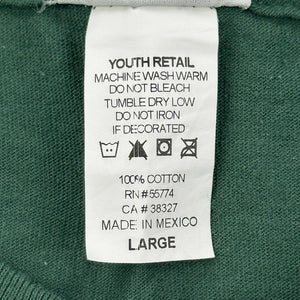 YOUTH RETAIL
MACHINE WASH WARM
DO NOT BLEACH
TUMBLE DRY LOW
DO NOT IRON
IF DECORATED
100% COTTON
RN # 55774
CA # 38327
MADE IN MEXICO
LARGE